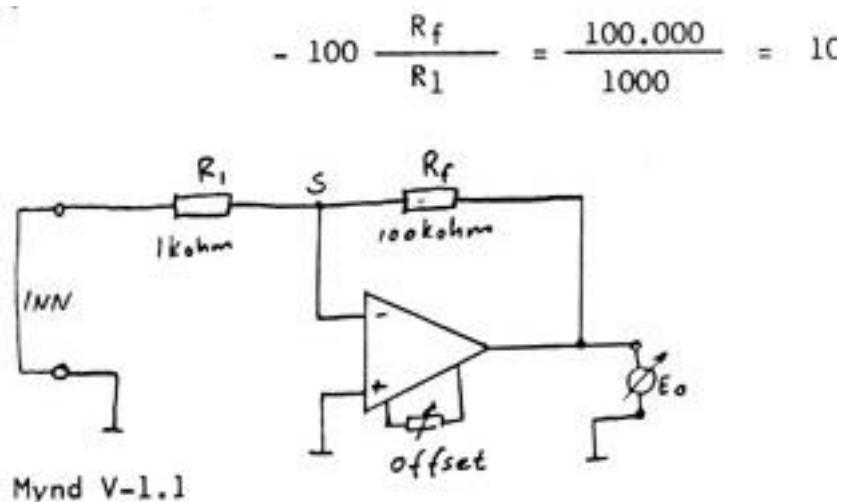 - 100 Rf / R1 = 100.000 / 1000 = 10
R1 S Rf
1kohm 100kohm
INN
-
+
Eo
offset
Mynd V-1.1